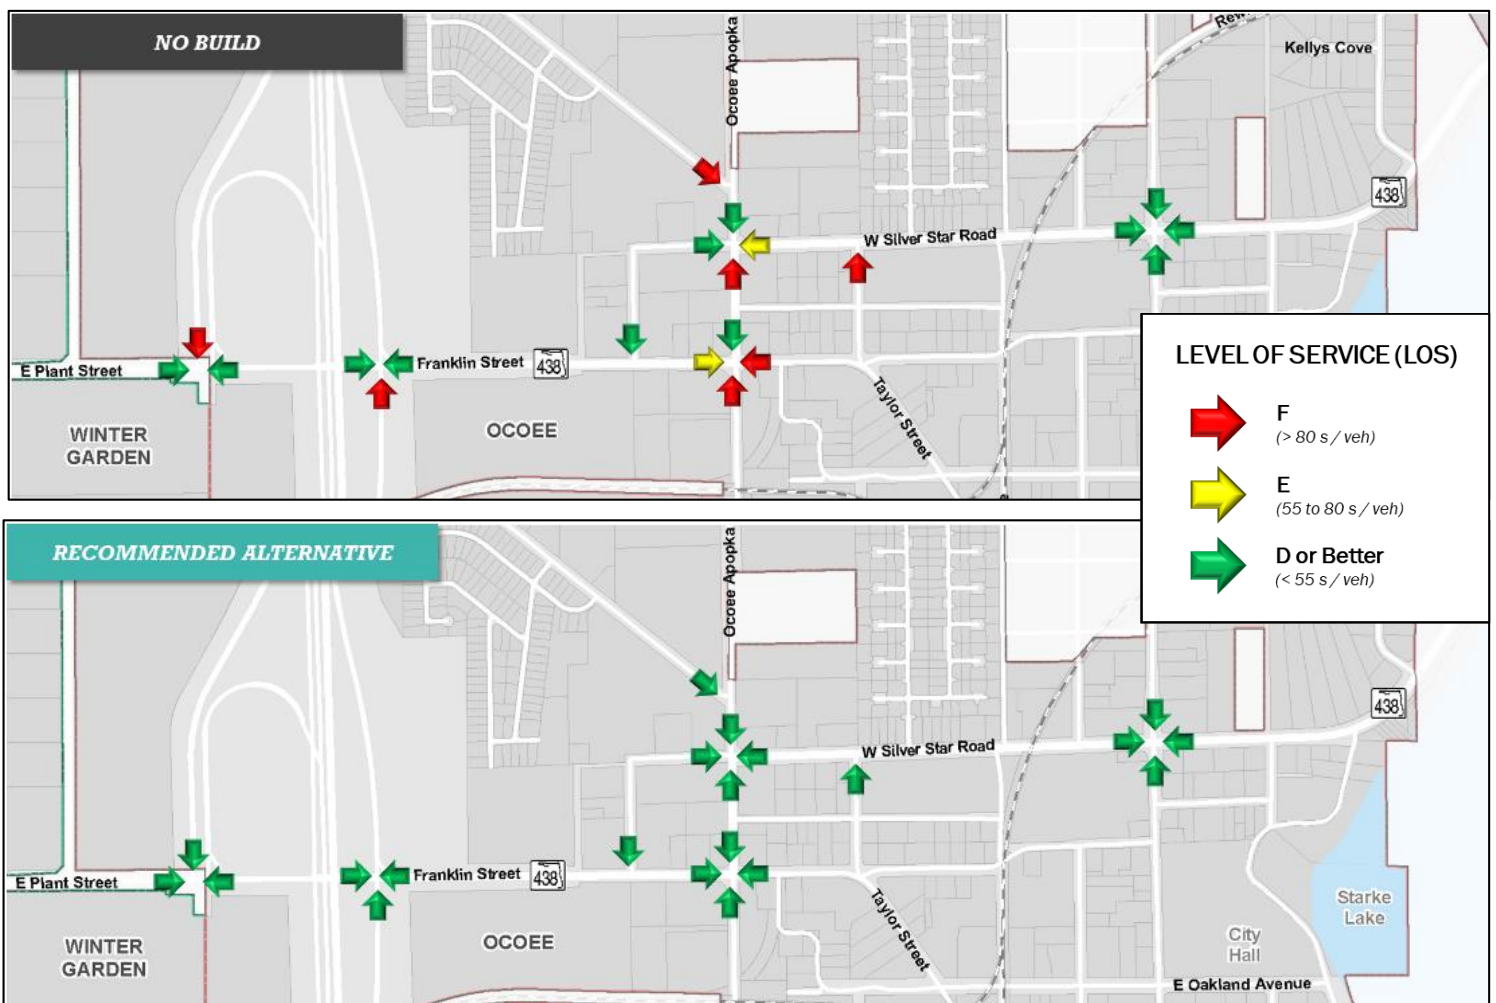 NO BUILD
Ocoee Apopka
Kellys Cove
438
W Silver Star Road
E Plant Street
Franklin Street
438
Taylor Street
WINTER
GARDEN
OCOEE
LEVEL OF SERVICE (LOS)
F
(> 80 s / veh)
E
(55 to 80 s / veh)
D or Better
(< 55 s / veh)
RECOMMENDED ALTERNATIVE
Ocoee Apopka
438
W Silver Star Road
E Plant Street
Franklin Street
438
Taylor Street
Starke
Lake
City
Hall
WINTER
GARDEN
OCOEE
E Oakland Avenue